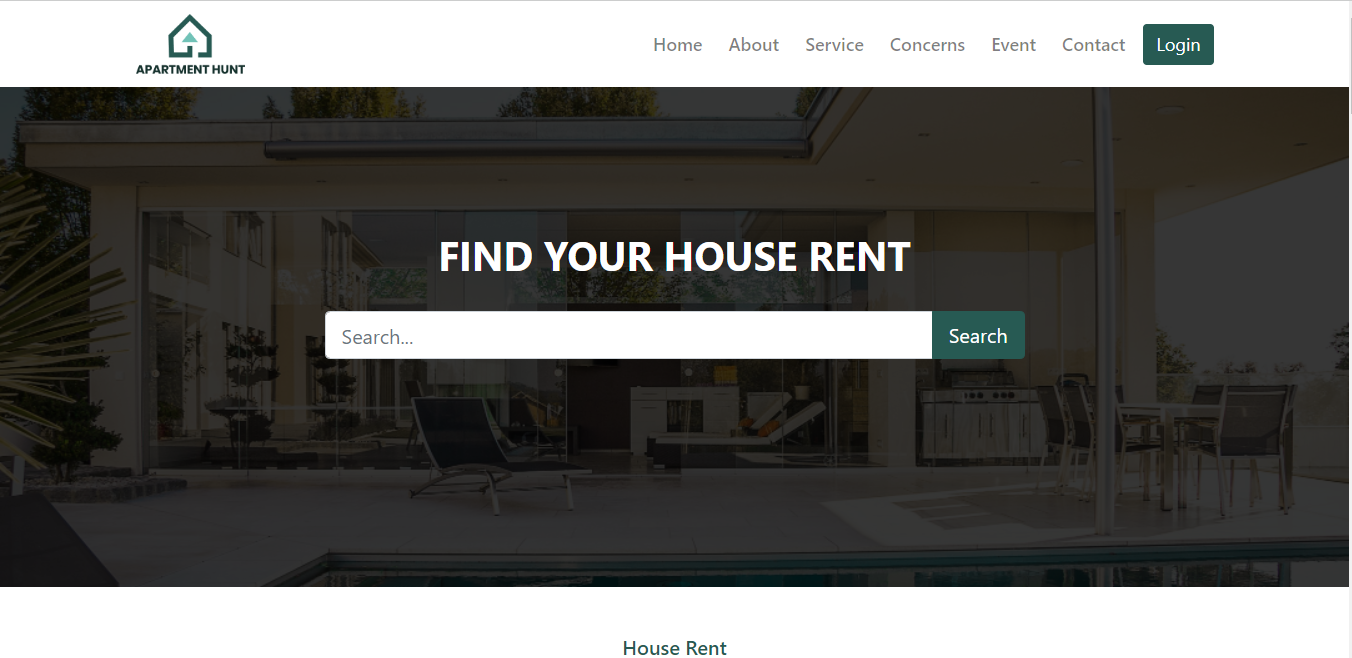 APARTMENT HUNT
Home About Service Concerns Event Contact Login
FIND YOUR HOUSE RENT
Search... Search
House Rent